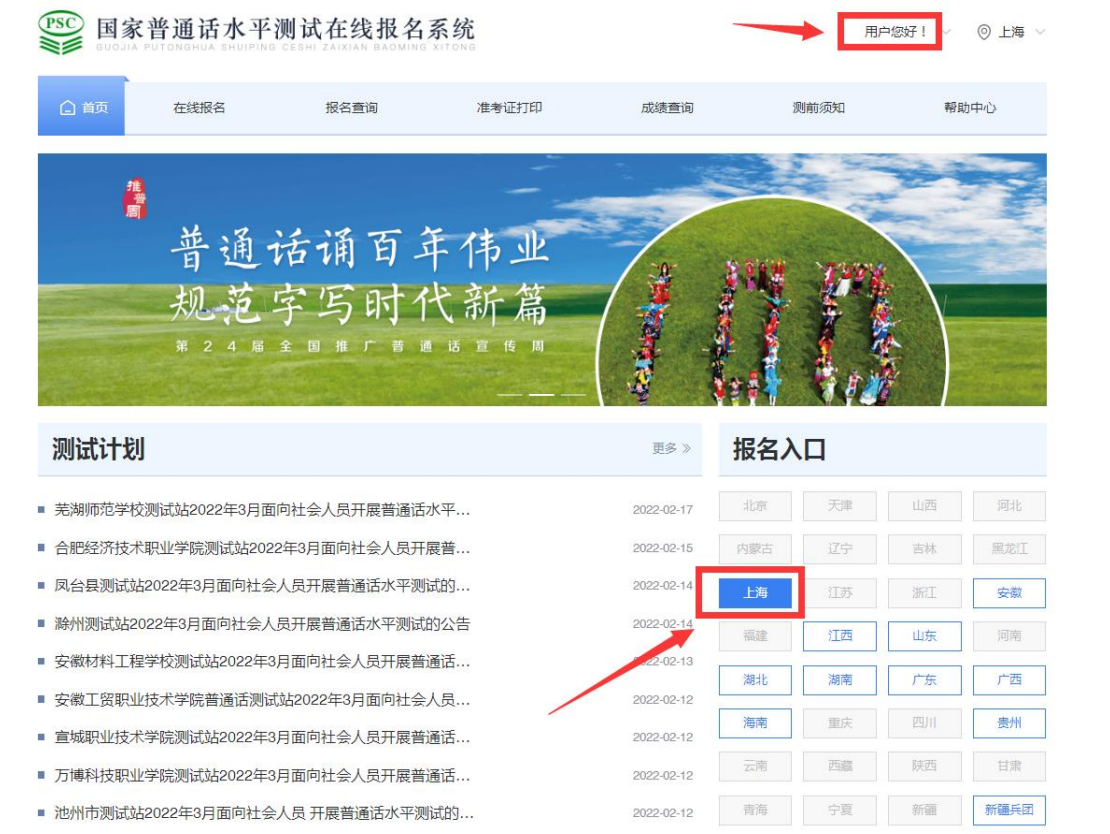 PSC 国家普通话水平测试在线报名系统
GUOJIA PUTONGHUA SHUIPING CESHI ZAIXIAN BAOMING XITONG
用户您好！ 上海
首页 在线报名 报名查询 准考证打印 成绩查询 测前须知 帮助中心
推普周
普通话诵百年伟业
规范字写时代新篇
第24届全国推广普通话宣传周
测试计划 更多
芜湖师范学校测试站2022年3月面向社会人员开展普通话水平... 2022-02-17
合肥经济技术职业学院测试站2022年3月面向社会人员开展普... 2022-02-15
凤台县测试站2022年3月面向社会人员开展普通话水平测试的... 2022-02-14
滁州测试站2022年3月面向社会人员开展普通话水平测试的公告 2022-02-14
安徽材料工程学校测试站2022年3月面向社会人员开展普通话... 2022-02-13
安徽工贸职业技术学院普通话测试站2022年3月面向社会人员... 2022-02-12
宣城职业技术学院测试站2022年3月面向社会人员开展普通话... 2022-02-12
万博科技职业学院测试站2022年3月面向社会人员开展普通话... 2022-02-12
池州市测试站2022年3月面向社会人员 开展普通话水平测试的... 2022-02-12
报名入口
北京 天津 山西 河北
内蒙古 辽宁 吉林 黑龙江
上海 江苏 浙江 安徽
福建 江西 山东 河南
湖北 湖南 广东 广西
海南 重庆 四川 贵州
云南 西藏 陕西 甘肃
青海 宁夏 新疆 新疆兵团